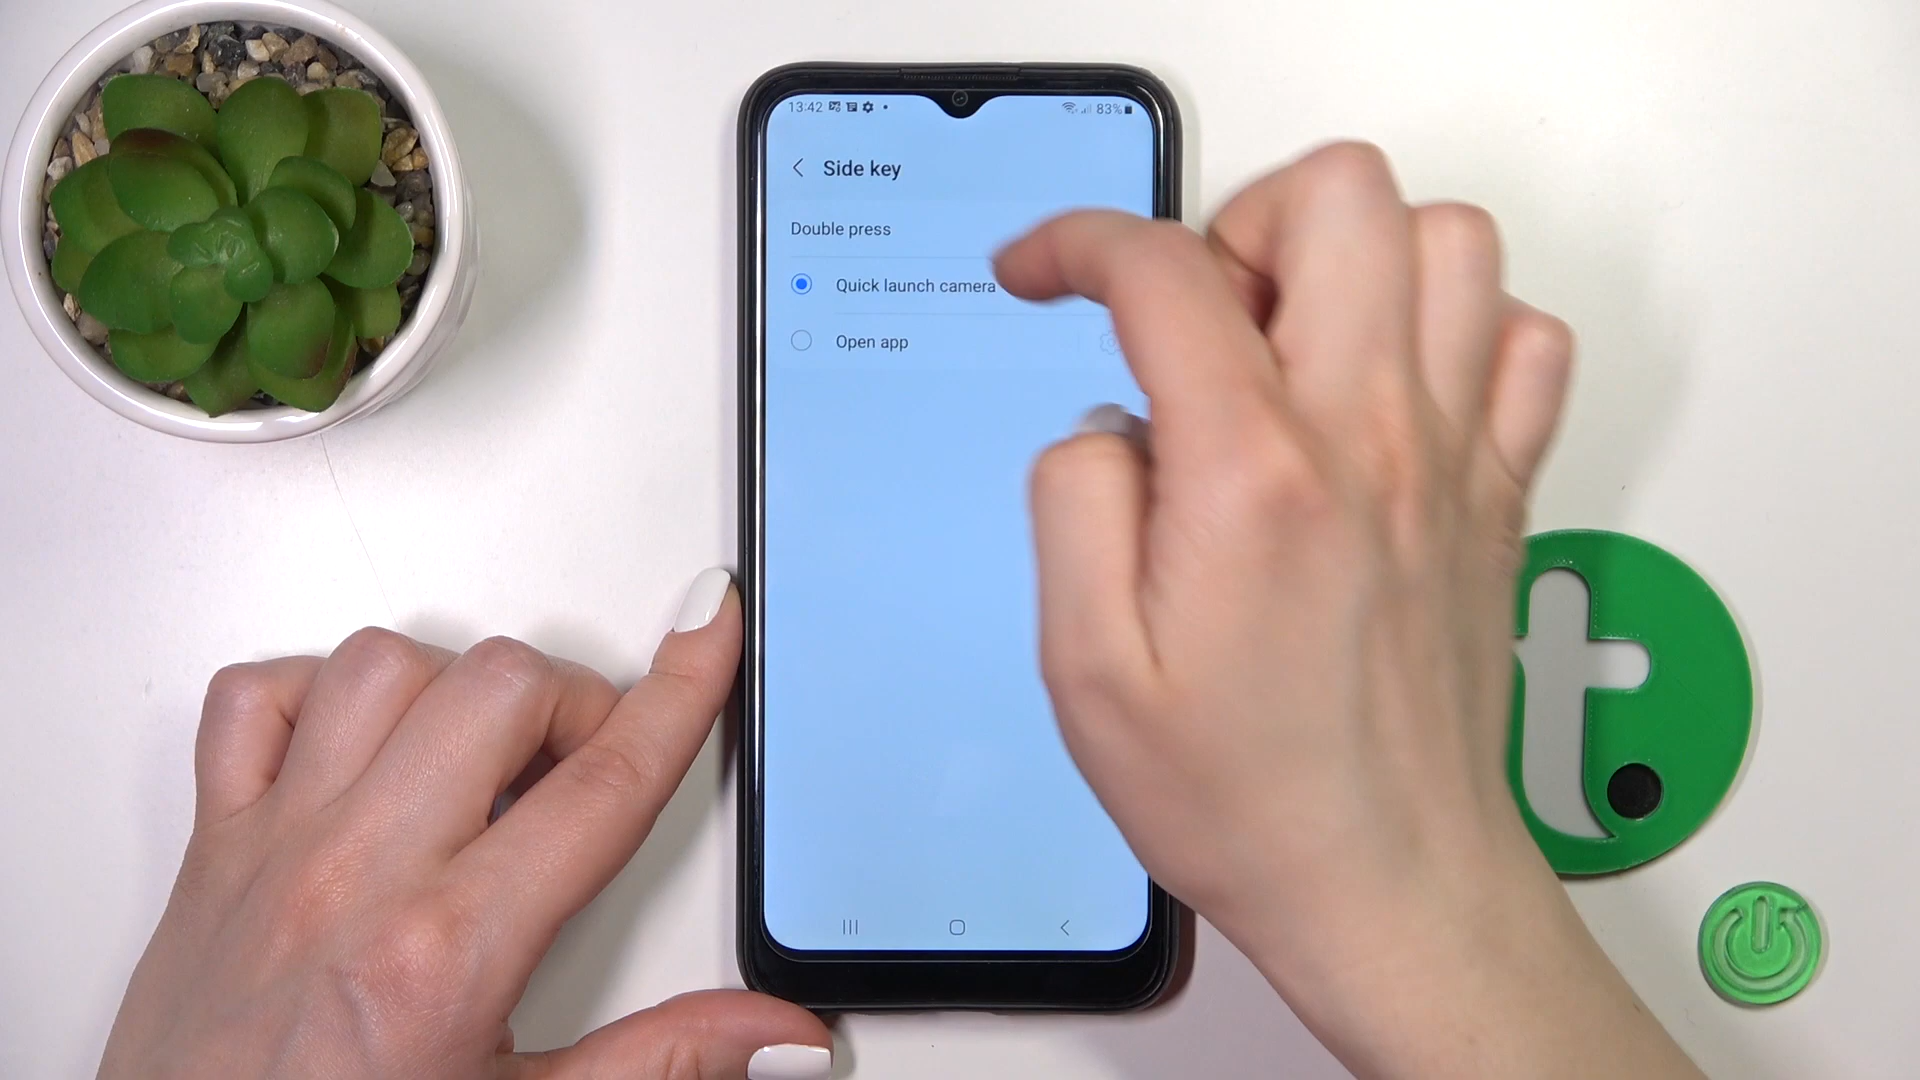 13:42
83%
Side key
Double press
Quick launch camera
Open app
t.